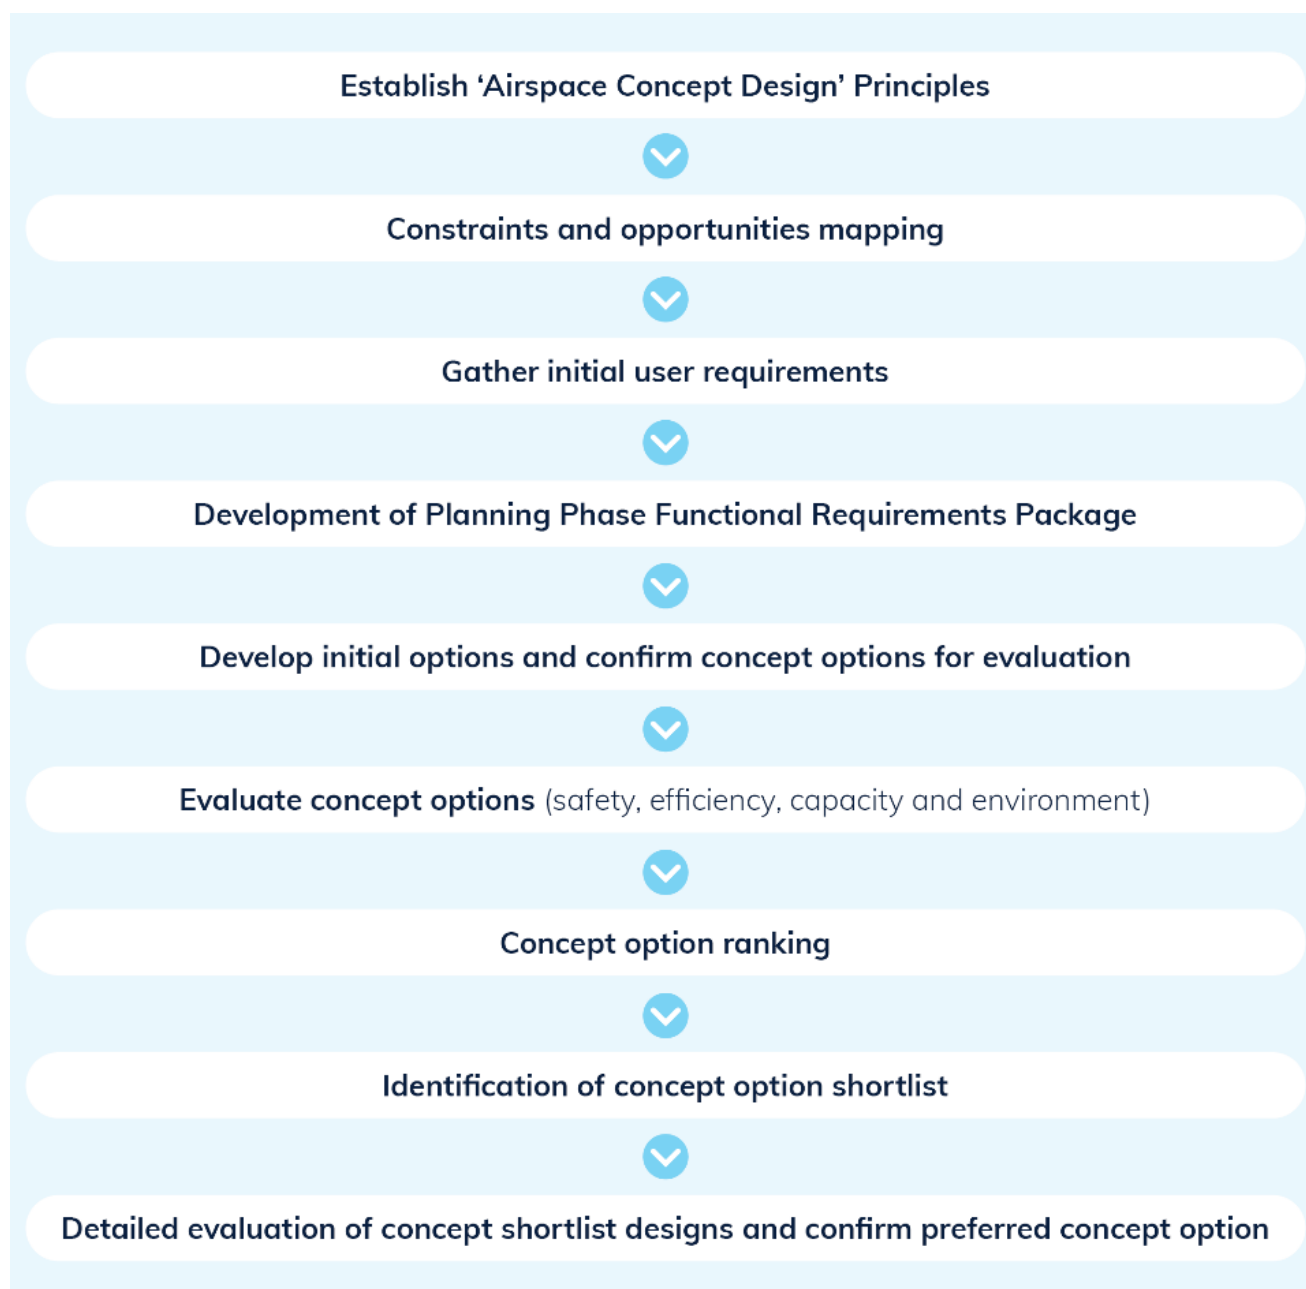 Establish ‘Airspace Concept Design’ Principles
Constraints and opportunities mapping
Gather initial user requirements
Development of Planning Phase Functional Requirements Package
Develop initial options and confirm concept options for evaluation
Evaluate concept options (safety, efficiency, capacity and environment)
Concept option ranking
Identification of concept option shortlist
Detailed evaluation of concept shortlist designs and confirm preferred concept option